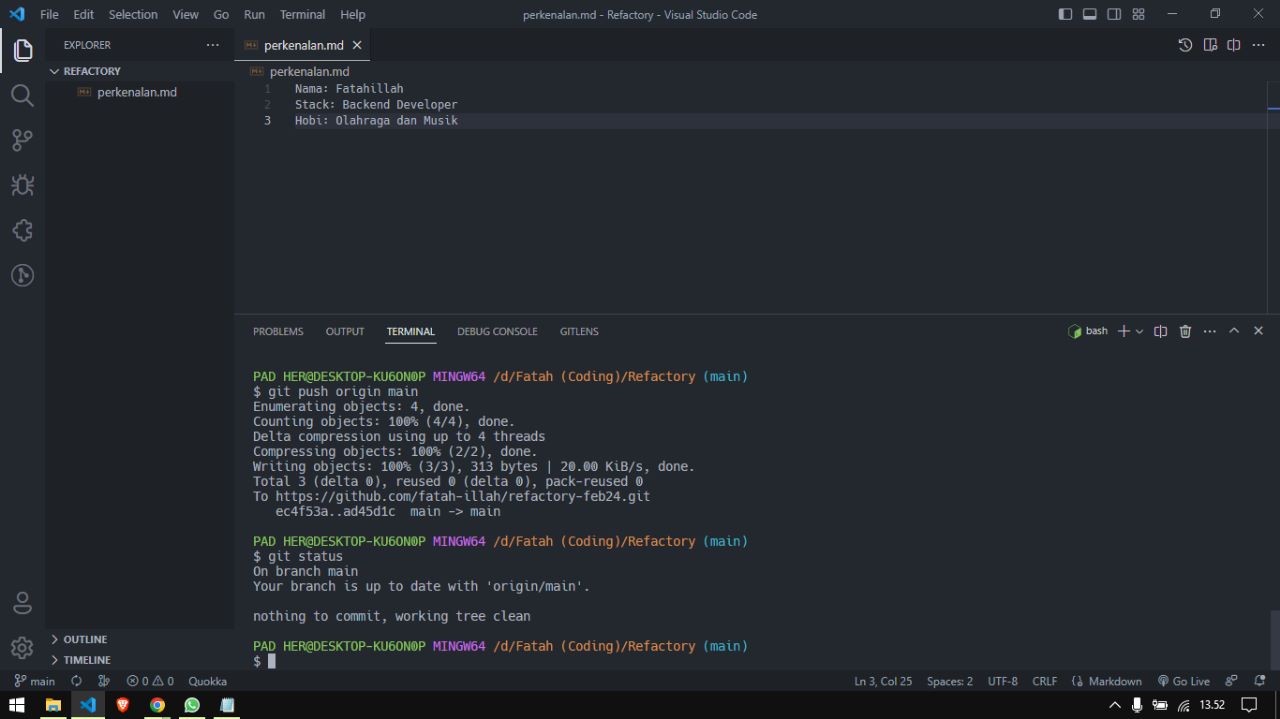 File Edit Selection View Go Run Terminal Help
perkenalan.md - Refactory - Visual Studio Code
EXPLORER
REFACTORY
perkenalan.md
OUTLINE
TIMELINE
perkenalan.md
perkenalan.md
1 Nama: Fatahillah
2 Stack: Backend Developer
3 Hobi: Olahraga dan Musik
PROBLEMS OUTPUT TERMINAL DEBUG CONSOLE GITLENS
bash
PAD HER@DESKTOP-KU6ON0P MINGW64 /d/Fatah (Coding)/Refactory (main)
$ git push origin main
Enumerating objects: 4, done.
Counting objects: 100% (4/4), done.
Delta compression using up to 4 threads
Compressing objects: 100% (2/2), done.
Writing objects: 100% (3/3), 313 bytes | 20.00 KiB/s, done.
Total 3 (delta 0), reused 0 (delta 0), pack-reused 0
To https://github.com/fatah-illah/refactory-feb24.git
ec4f53a..ad45d1c main -> main
PAD HER@DESKTOP-KU6ON0P MINGW64 /d/Fatah (Coding)/Refactory (main)
$ git status
On branch main
Your branch is up to date with 'origin/main'.
nothing to commit, working tree clean
PAD HER@DESKTOP-KU6ON0P MINGW64 /d/Fatah (Coding)/Refactory (main)
$
main 0 0 Quokka
Ln 3, Col 25 Spaces: 2 UTF-8 CRLF Markdown Go Live
13.52